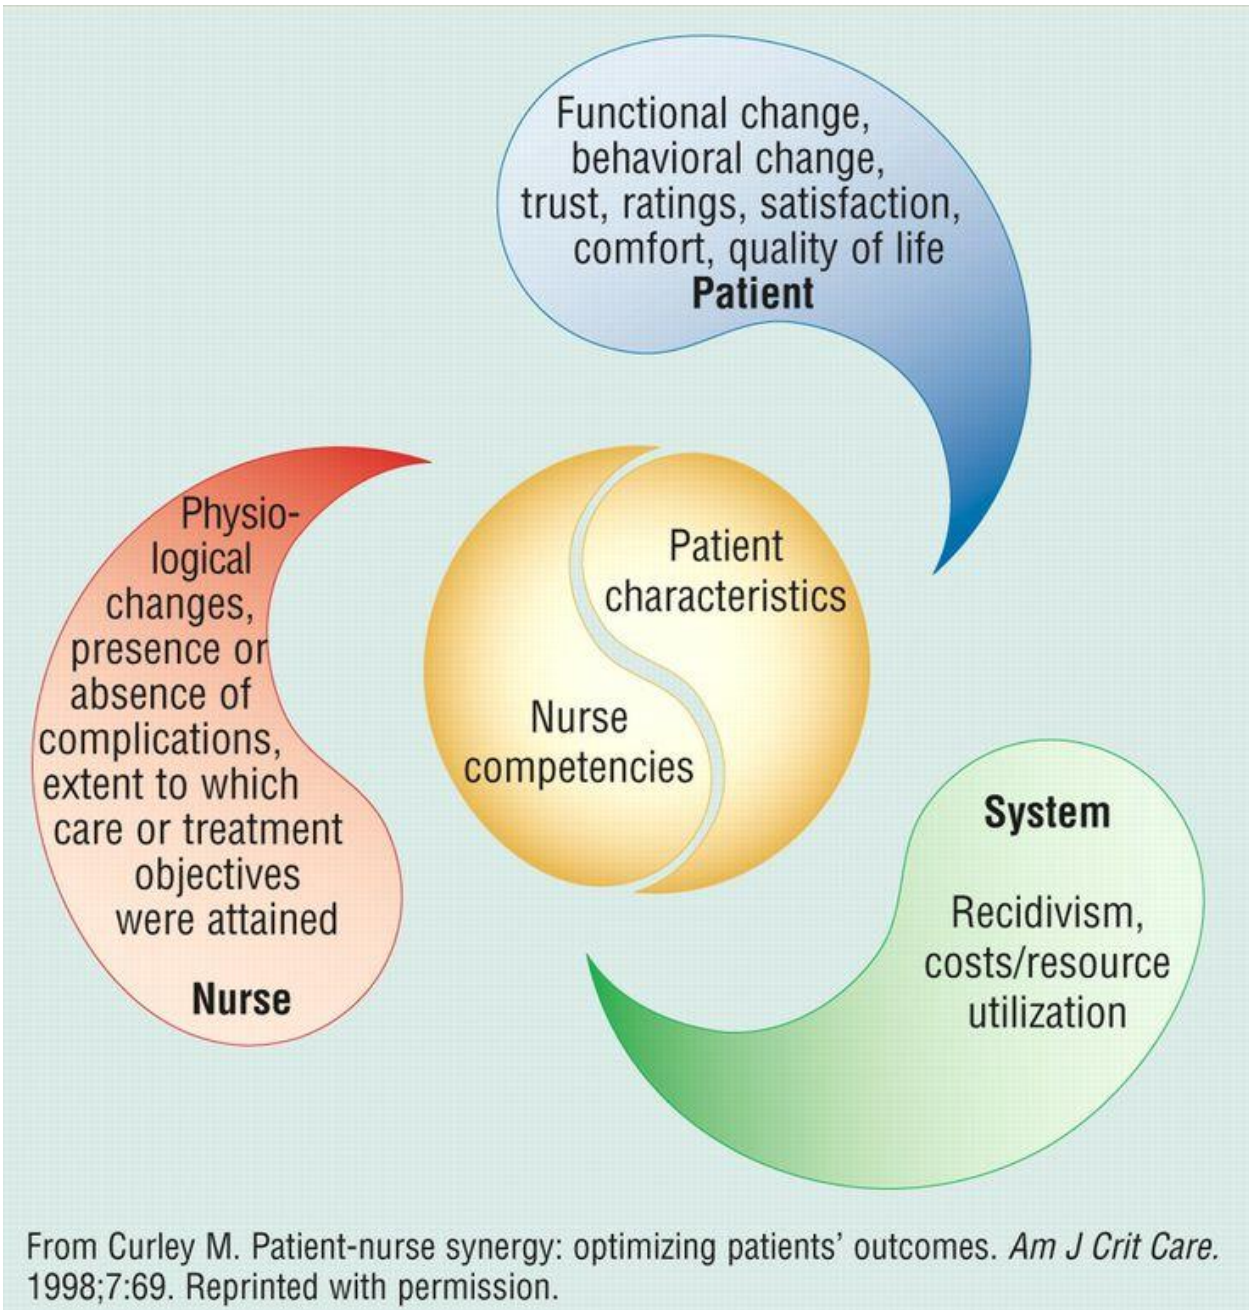 Functional change,
behavioral change,
trust, ratings, satisfaction,
comfort, quality of life
Patient
Physio-
logical
changes,
presence or
absence of
complications,
extent to which
care or treatment
objectives
were attained
Nurse
Patient
characteristics
Nurse
competencies
System
Recidivism,
costs/resource
utilization
From Curley M. Patient-nurse synergy: optimizing patients’ outcomes. Am J Crit Care.
1998;7:69. Reprinted with permission.